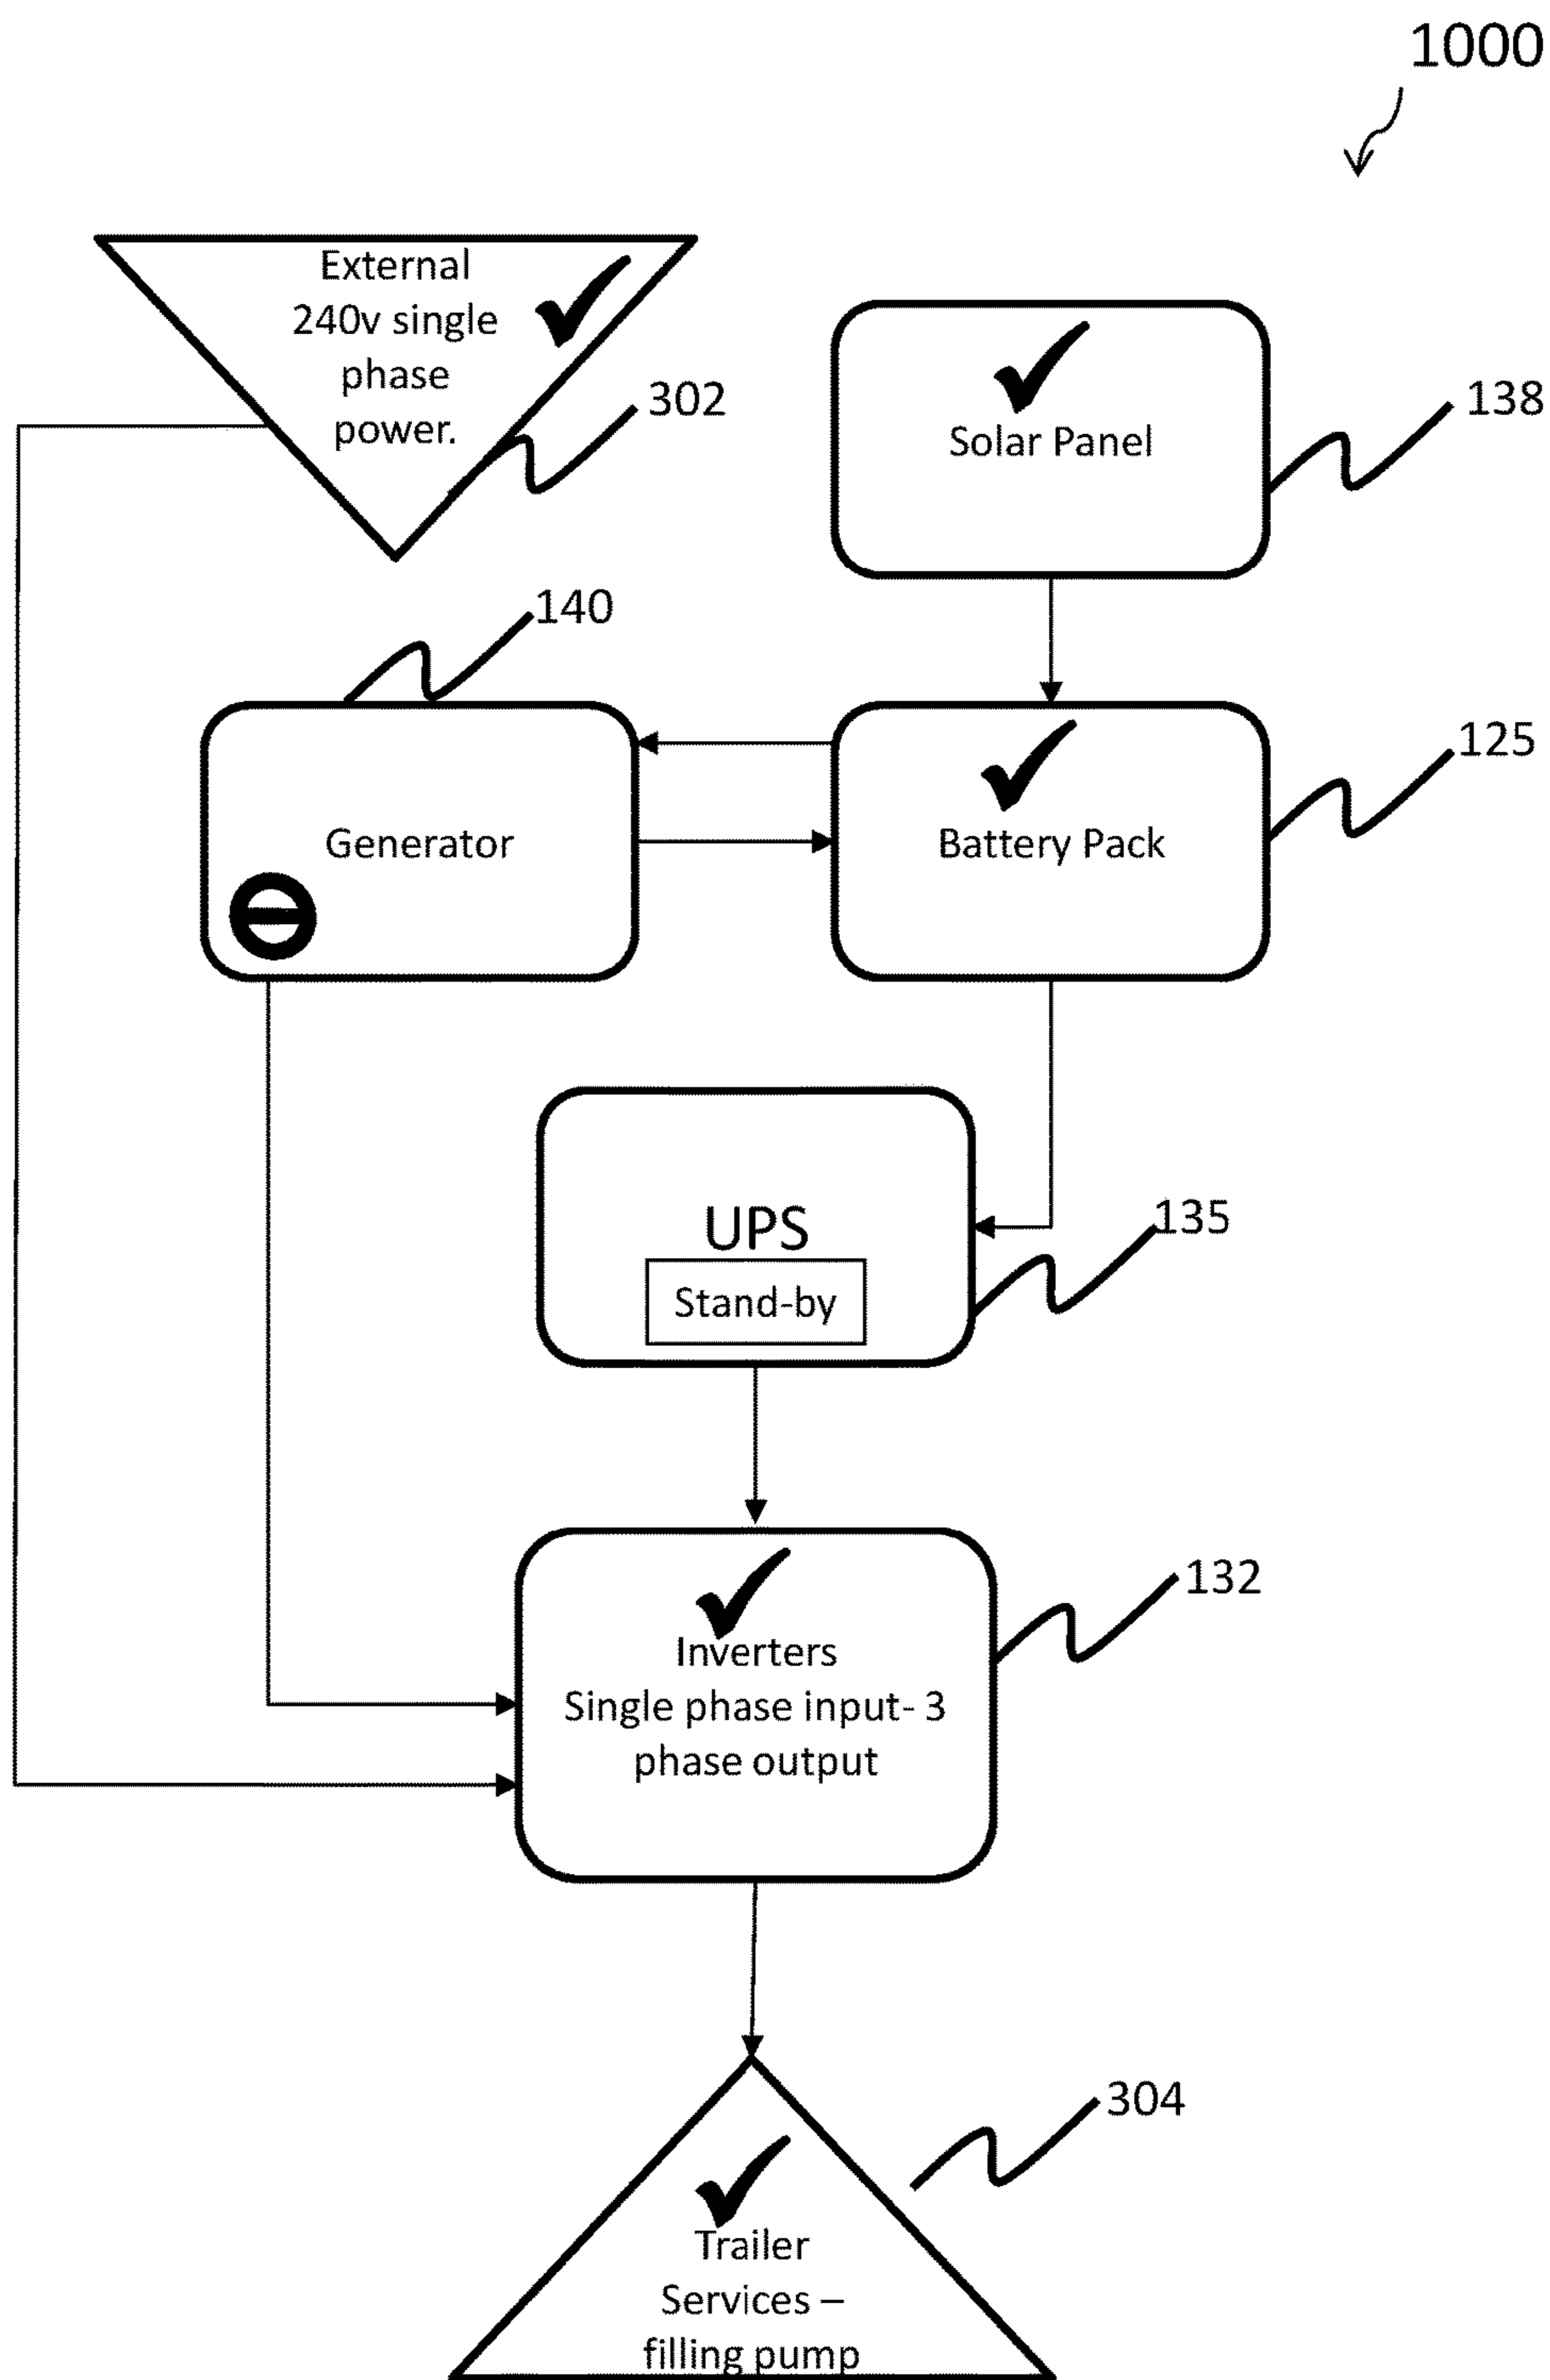 1000
External
240v single
phase
power.
302
Solar Panel
138
140
Generator
Battery Pack
125
UPS
Stand-by
135
Inverters
Single phase input- 3
phase output
132
304
Trailer
Services –
filling pump